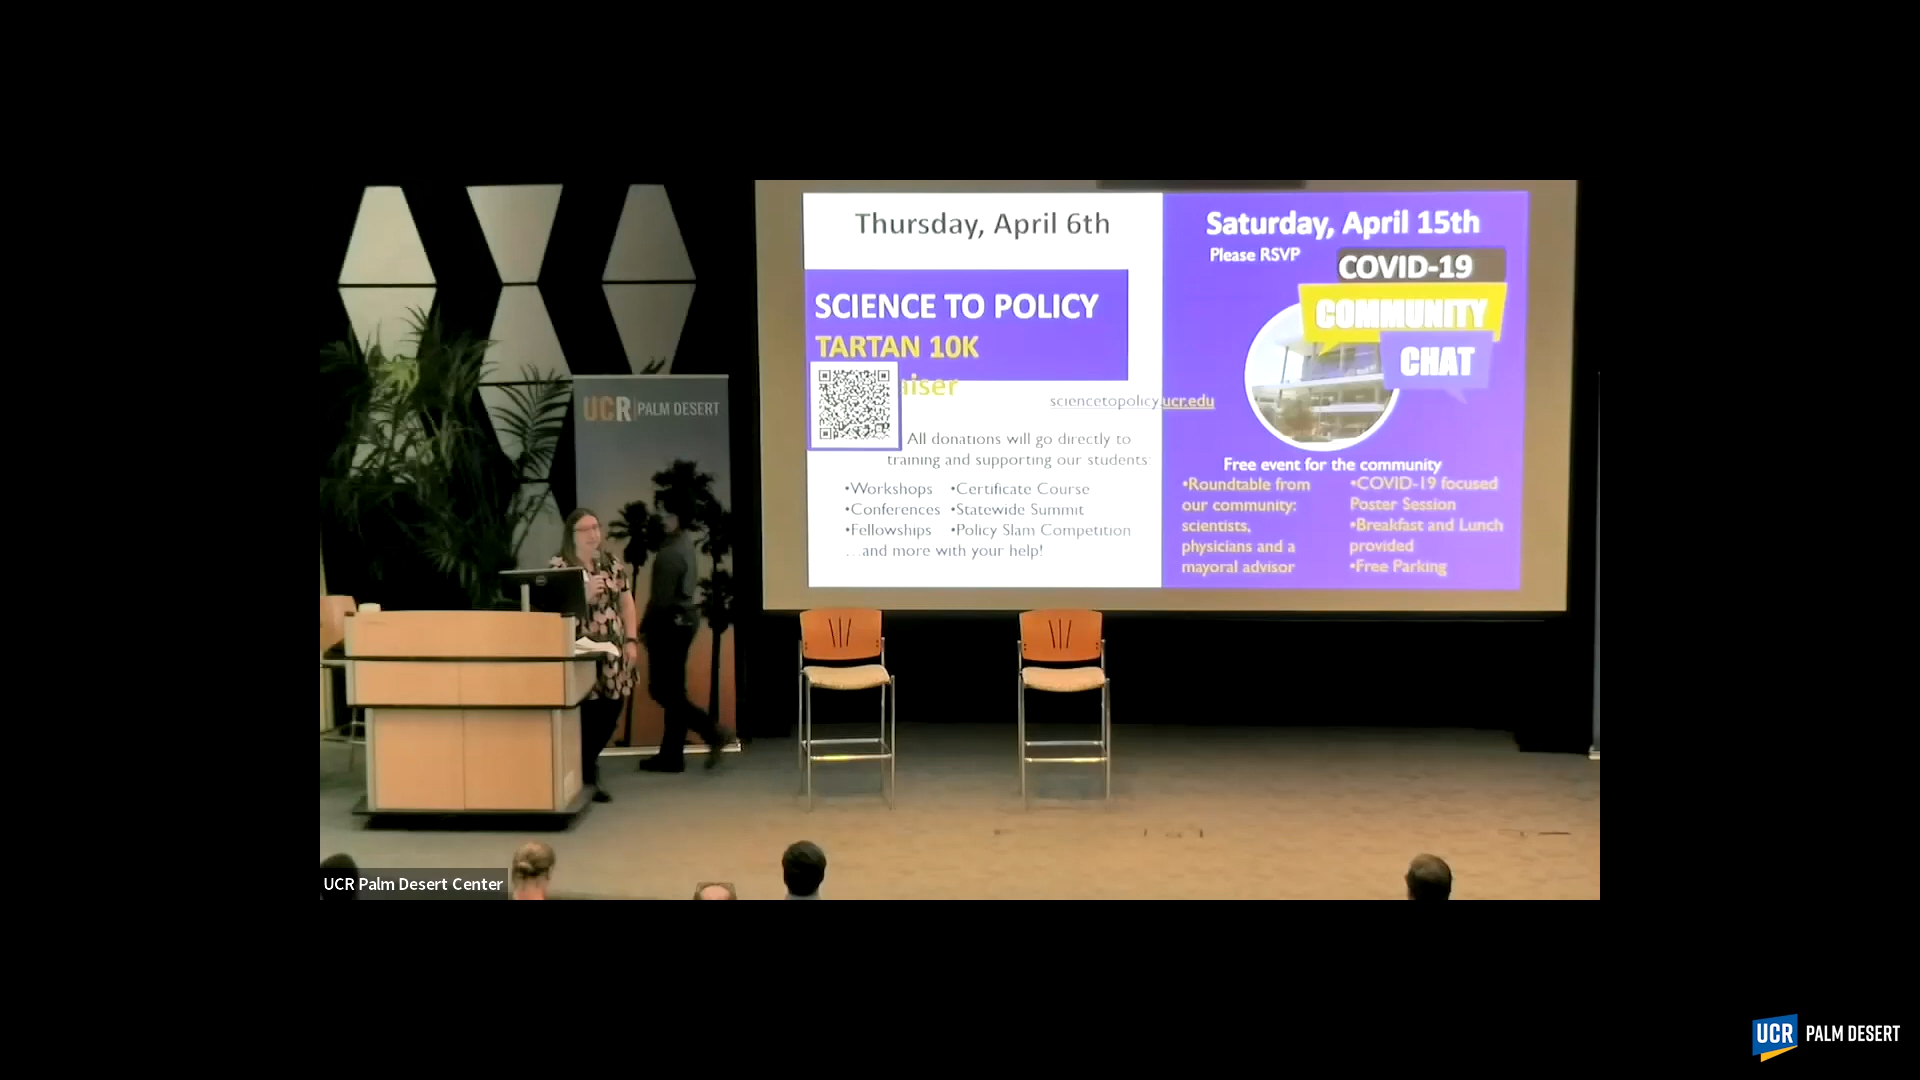 Thursday, April 6th
SCIENCE TO POLICY
TARTAN 10K
aiser
sciencetopolicy.ucr.edu
All donations will go directly to
training and supporting our students:
•Workshops •Certificate Course
•Conferences •Statewide Summit
•Fellowships •Policy Slam Competition
…and more with your help!
Saturday, April 15th
Please RSVP
COVID-19
COMMUNITY
CHAT
Free event for the community
•Roundtable from
our community:
scientists,
physicians and a
mayoral advisor
•COVID-19 focused
Poster Session
•Breakfast and Lunch
provided
•Free Parking
UCR PALM DESERT
UCR Palm Desert Center
UCR PALM DESERT